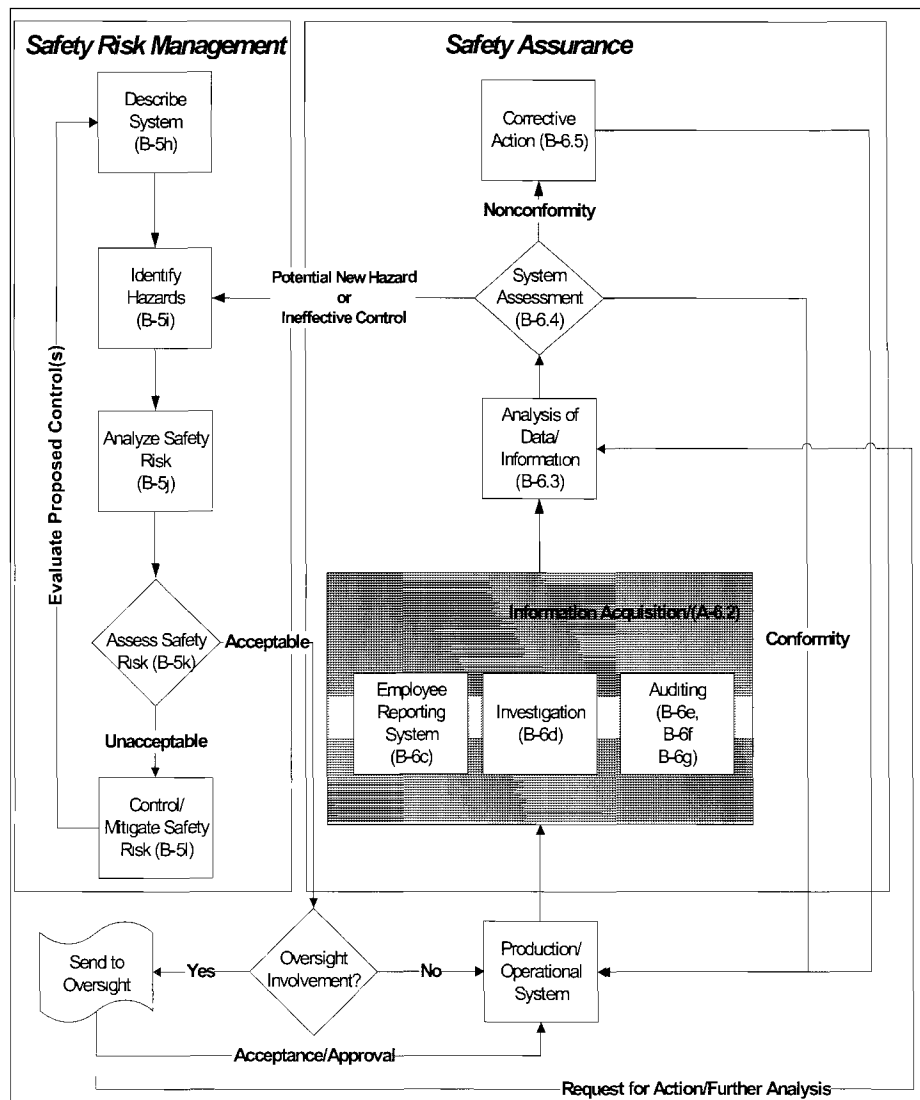 Safety Risk Management
Describe
System
(B-5h)
Identify
Hazards
(B-5i)
Analyze Safety
Risk
(B-5j)
Assess Safety
Risk (B-5k)
Acceptable
Unacceptable
Control/
Mitigate Safety
Risk (B-5l)
Evaluate Proposed Control(s)
Safety Assurance
Corrective
Action (B-6.5)
Nonconformity
System
Assessment
(B-6.4)
Potential New Hazard
or
Ineffective Control
Analysis of
Data/
Information
(B-6.3)
Information Acquisition/(A-6.2)
Employee
Reporting
System
(B-6c)
Investigation
(B-6d)
Auditing
(B-6e,
B-6f
B-6g)
Conformity
Send to
Oversight
Yes
Oversight
Involvement?
No
Production/
Operational
System
Acceptance/Approval
Request for Action/Further Analysis